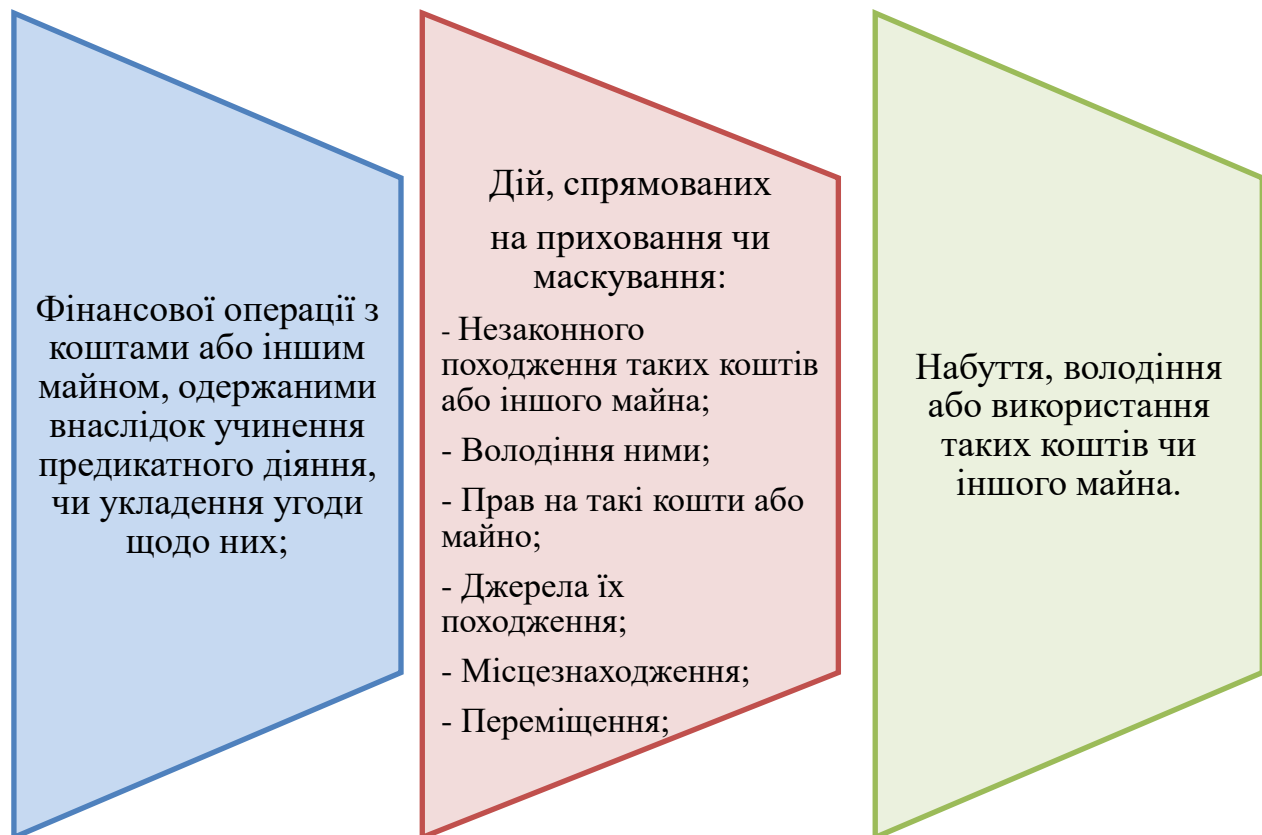 Фінансової операції з
коштами або іншим
майном, одержаними
внаслідок учинення
предикатного діяння,
чи укладення угоди
щодо них;
Дій, спрямованих
на приховання чи
маскування:
- Незаконного
походження таких коштів
або іншого майна;
- Володіння ними;
- Прав на такі кошти або
майно;
- Джерела їх
походження;
- Місцезнаходження;
- Переміщення;
Набуття, володіння
або використання
таких коштів чи
іншого майна.